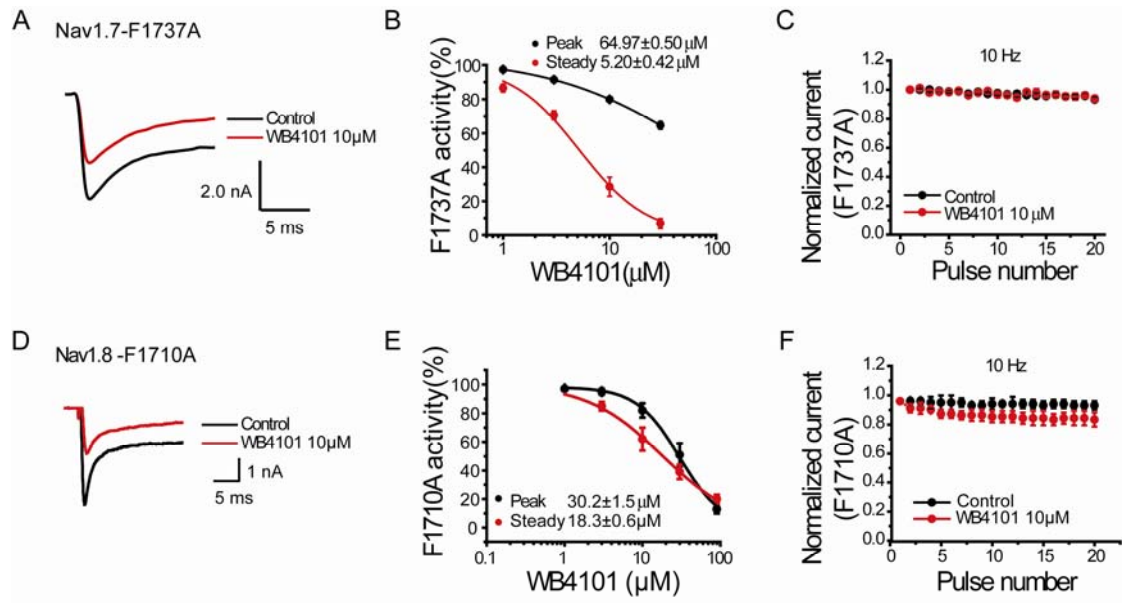 A
Nav1.7-F1737A
Control
WB4101 10μM
2.0 nA
5 ms
B
Peak 64.97±0.50 μM
Steady 5.20±0.42 μM
100
80
60
40
20
0
1
10
100
F1737A activity(%)
WB4101(μM)
C
10 Hz
1.2
1.0
0.8
0.6
0.4
0.2
0.0
Control
WB4101 10 μM
0 5 10 15 20
Normalized current
(F1737A)
Pulse number
D
Nav1.8 -F1710A
Control
WB4101 10μM
1 nA
5 ms
E
100
80
60
40
20
0
Peak 30.2±1.5 μM
Steady 18.3±0.6μM
0.1 1 10 100
F1710A activity(%)
WB4101 (μM)
F
10 Hz
1.2
1.0
0.8
0.6
0.4
0.2
0.0
Control
WB4101 10μM
0 5 10 15 20
Normalized current
(F1710A)
Pulse number